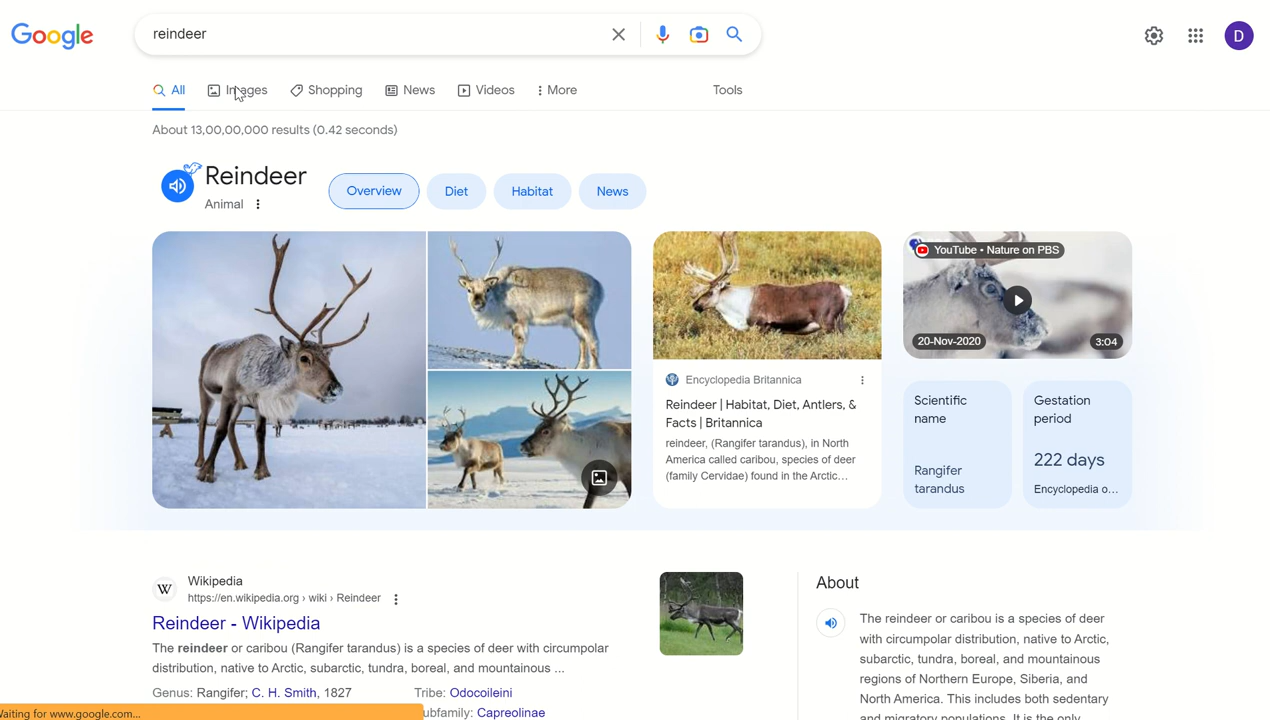 Google
reindeer
D
All Images Shopping News Videos More Tools
About 13,00,00,000 results (0.42 seconds)
Reindeer
Animal
Overview Diet Habitat News
YouTube • Nature on PBS
20-Nov-2020 3:04
Encyclopedia Britannica
Reindeer | Habitat, Diet, Antlers, &
Facts | Britannica
reindeer, (Rangifer tarandus), in North
America called caribou, species of deer
(family Cervidae) found in the Arctic...
Scientific
name
Rangifer
tarandus
Gestation
period
222 days
Encyclopedia o...
W
Wikipedia
https://en.wikipedia.org › wiki › Reindeer
Reindeer - Wikipedia
The reindeer or caribou (Rangifer tarandus) is a species of deer with circumpolar
distribution, native to Arctic, subarctic, tundra, boreal, and mountainous ...
Genus: Rangifer; C. H. Smith, 1827 Tribe: Odocoileini
ubfamily: Capreolinae
About
The reindeer or caribou is a species of deer
with circumpolar distribution, native to Arctic,
subarctic, tundra, boreal, and mountainous
regions of Northern Europe, Siberia, and
North America. This includes both sedentary
and migratory populations. It is the only
Waiting for www.google.com...